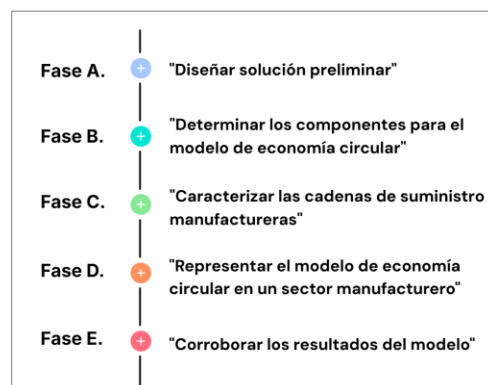 Fase A.
"Diseñar solución preliminar"
Fase B.
"Determinar los componentes para el
modelo de economía circular"
Fase C.
"Caracterizar las cadenas de suministro
manufactureras"
Fase D.
"Representar el modelo de economía
circular en un sector manufacturero"
Fase E.
"Corroborar los resultados del modelo"